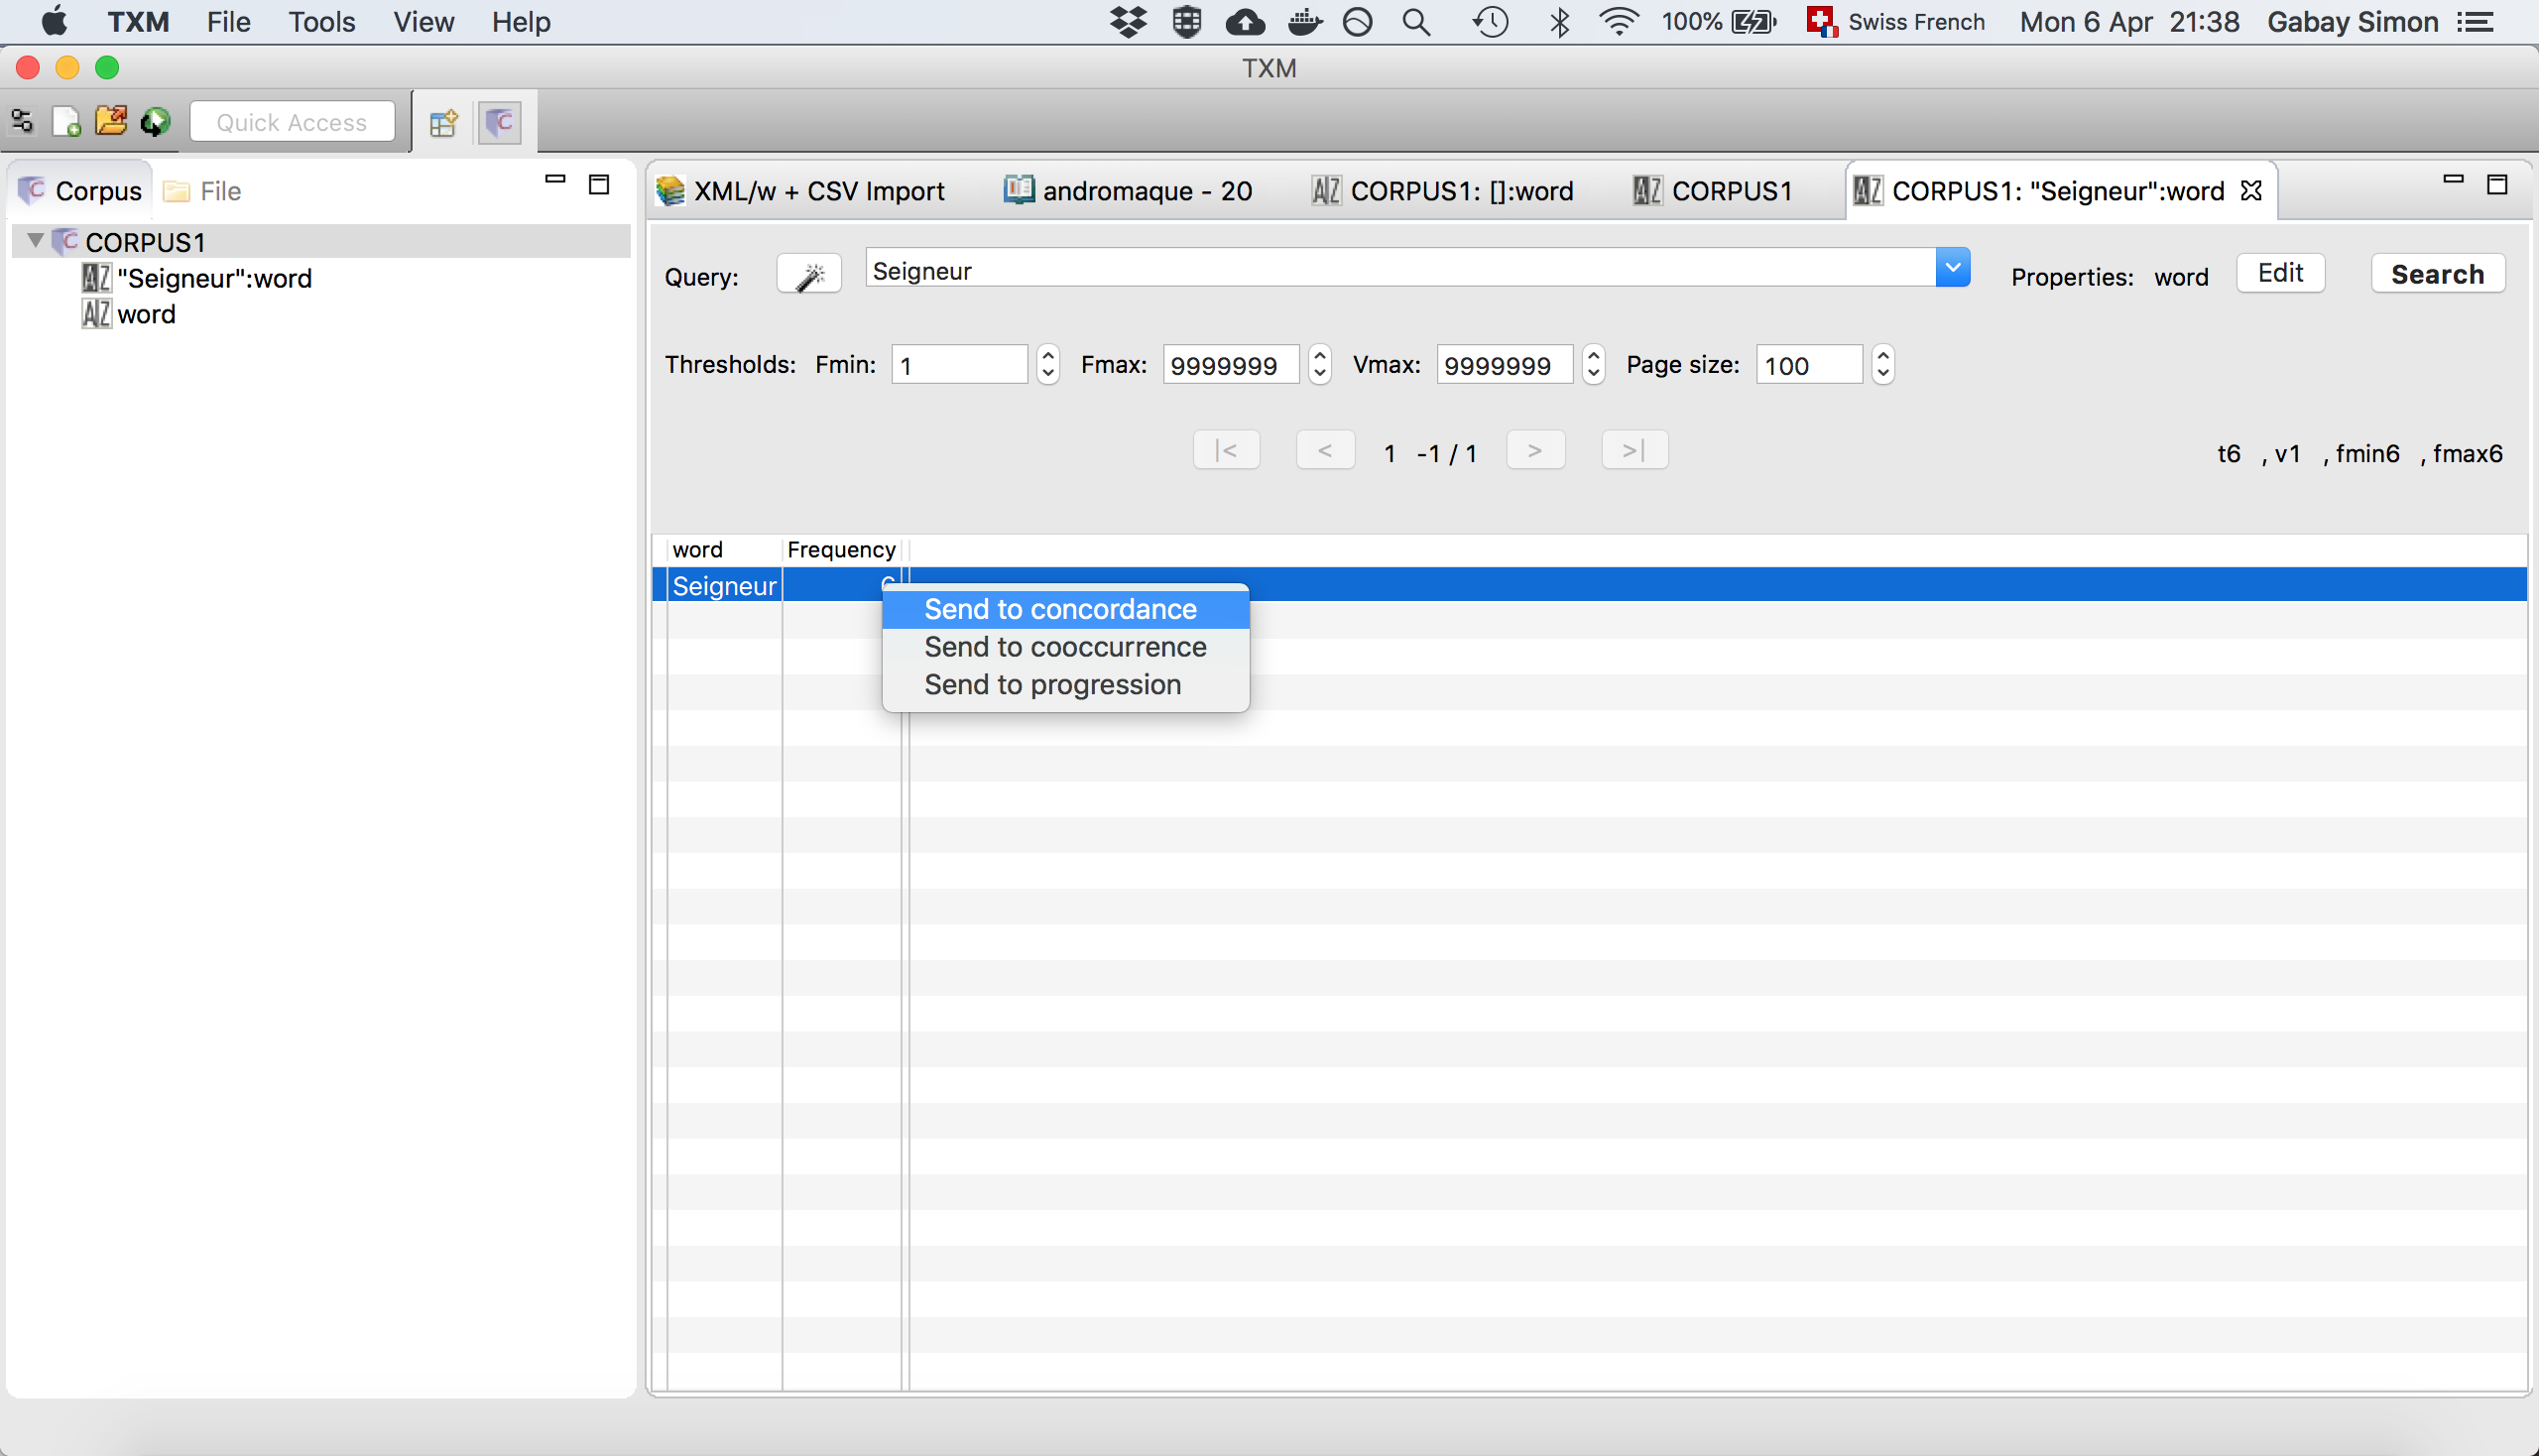 TXM File Tools View Help 100% Swiss French Mon 6 Apr 21:38 Gabay Simon
TXM
Quick Access
Corpus File
CORPUS1
"Seigneur":word
word
XML/w + CSV Import andromaque - 20 CORPUS1: []:word CORPUS1 CORPUS1: "Seigneur":word
Query: Seigneur Properties: word Edit Search
Thresholds: Fmin: 1 Fmax: 9999999 Vmax: 9999999 Page size: 100
|< < 1 -1 / 1 > >| t6 , v1 , fmin6 , fmax6
word Frequency
Seigneur
Send to concordance
Send to cooccurrence
Send to progression